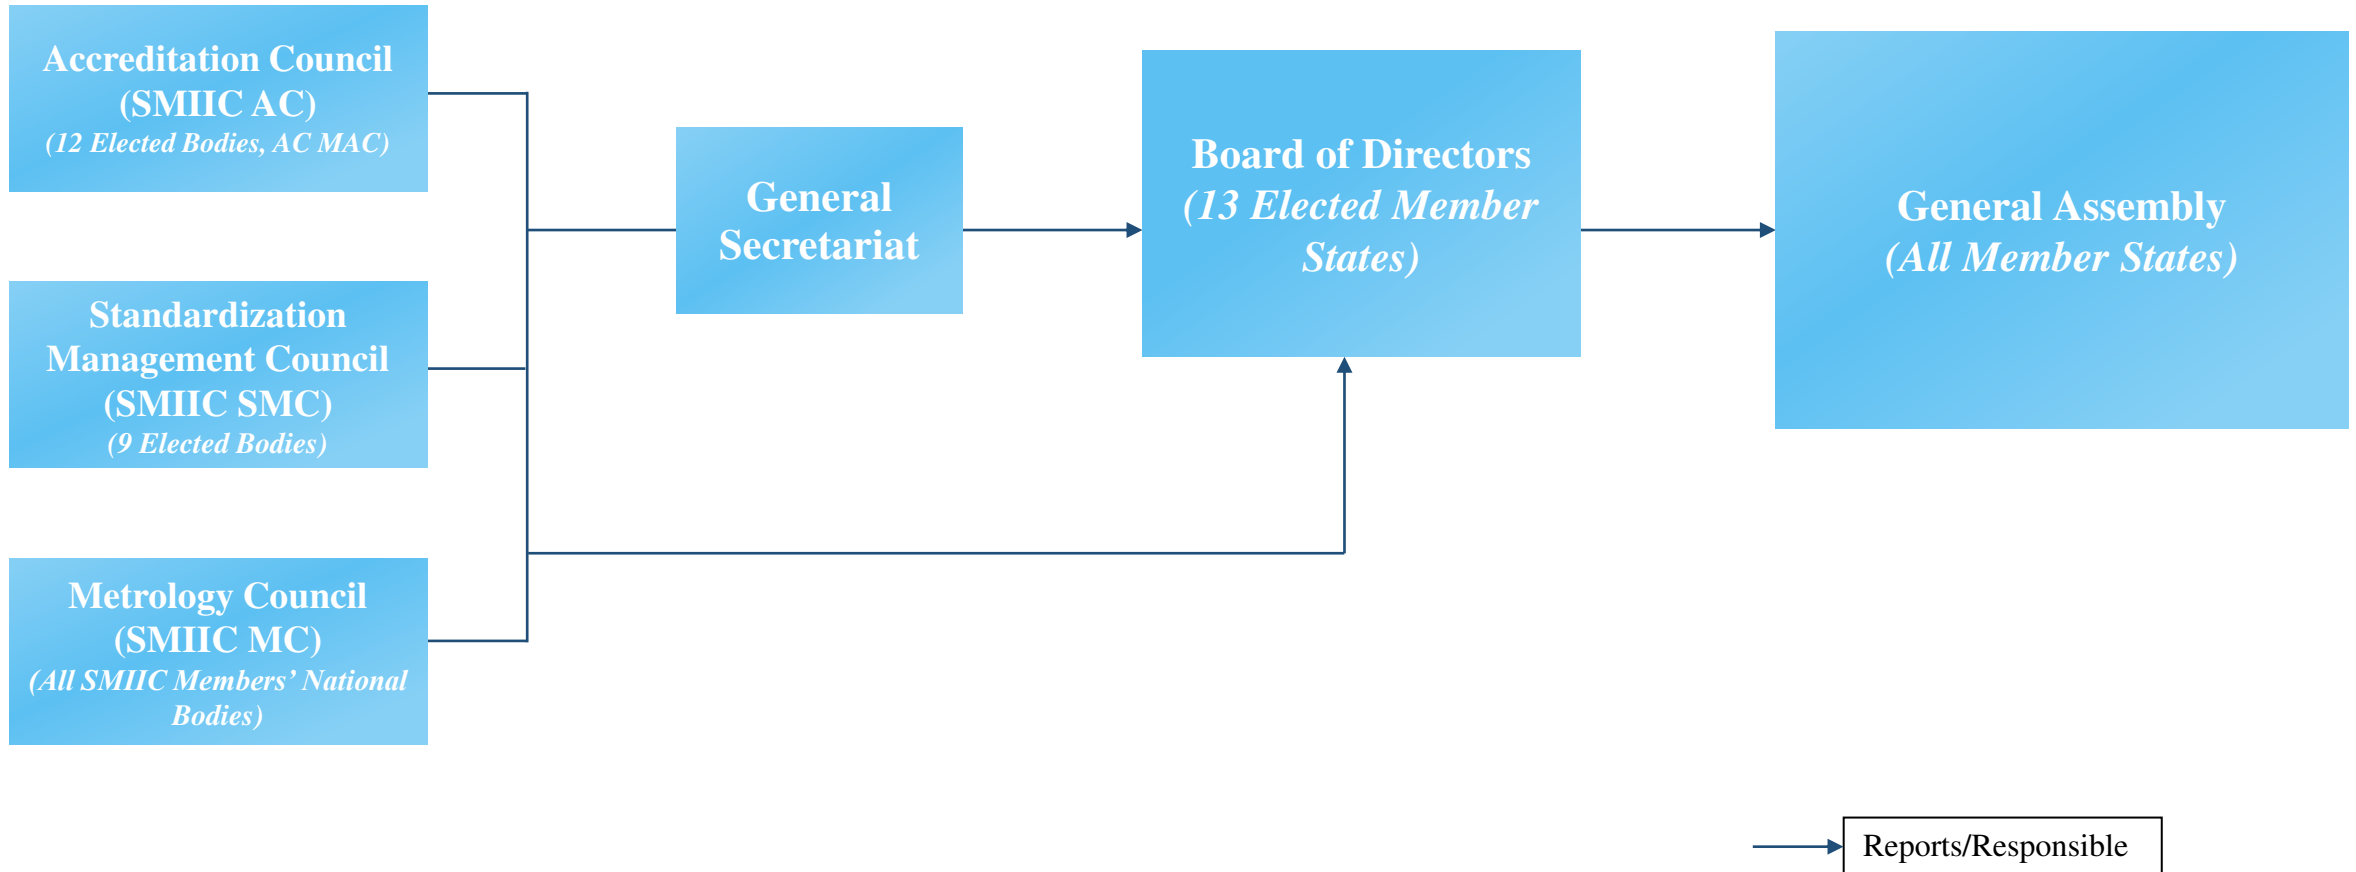 Accreditation Council
(SMIIC AC)
(12 Elected Bodies, AC MAC)
Standardization
Management Council
(SMIIC SMC)
(9 Elected Bodies)
Metrology Council
(SMIIC MC)
(All SMIIC Members’ National
Bodies)
General
Secretariat
Board of Directors
(13 Elected Member
States)
General Assembly
(All Member States)
Reports/Responsible